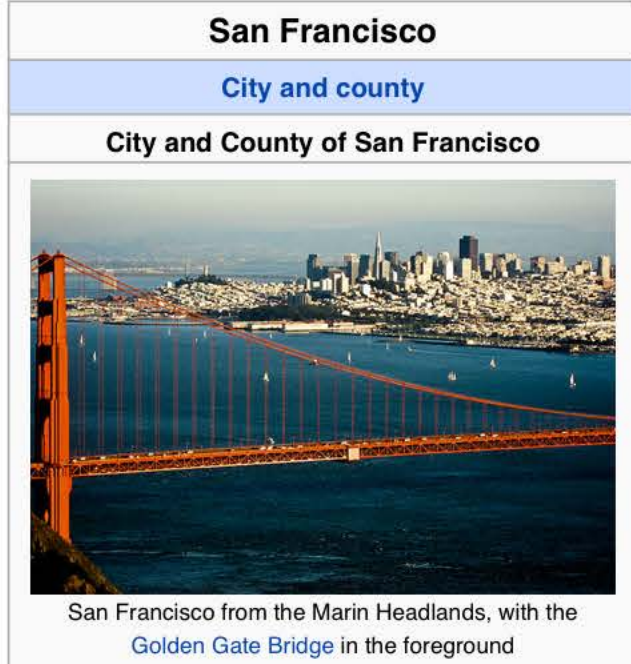 San Francisco
City and county
City and County of San Francisco
San Francisco from the Marin Headlands, with the
Golden Gate Bridge in the foreground